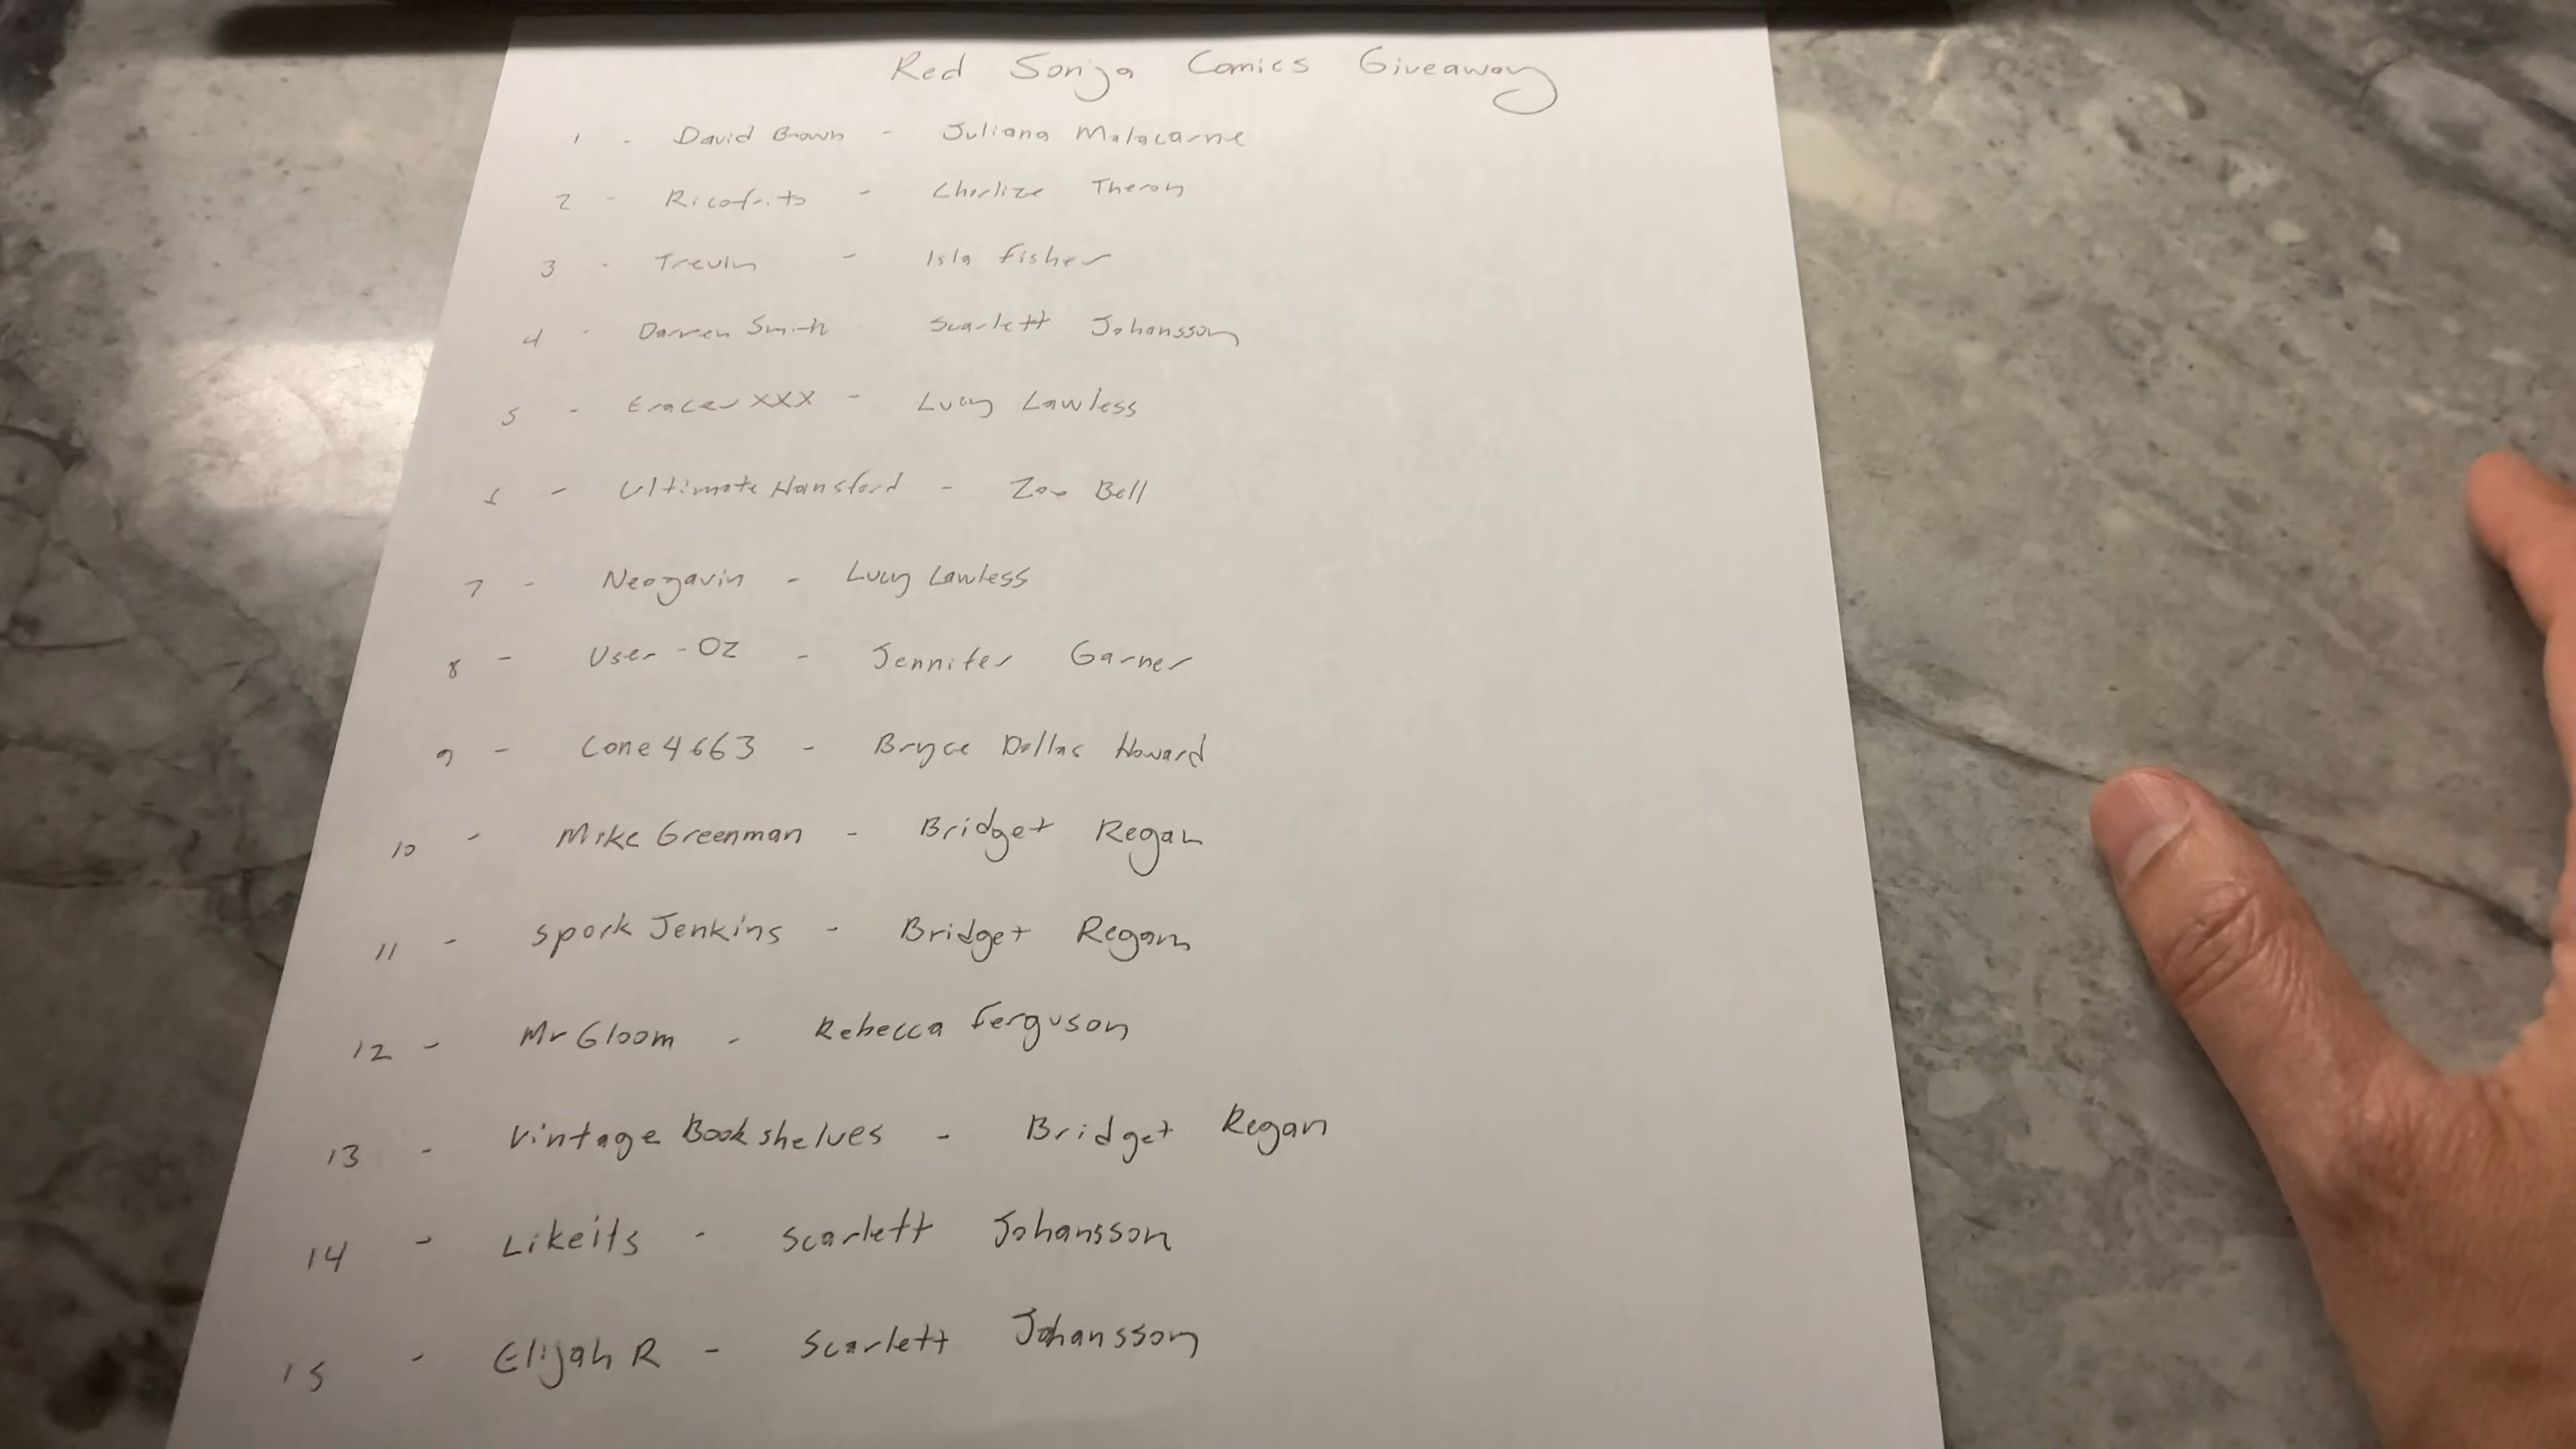 Red Sonja Comics Giveaway
1 - David Brown - Juliana Malacarne
2 - Ricofrito - Charlize Theron
3 - Trevin - Isla Fisher
4 - Darren Smith Scarlett Johansson
5 - EracerXXX - Lucy Lawless
6 - Ultimate Hansford - Zoe Bell
7 - Neogavin - Lucy Lawless
8 - User-OZ - Jennifer Garner
9 - Cone4663 - Bryce Dallas Howard
10 - Mike Greenman - Bridget Regan
11 - Spork Jenkins - Bridget Regan
12 - Mr Gloom - Rebecca Ferguson
13 - Vintage Bookshelves - Bridget Regan
14 - Likeits - Scarlett Johansson
15 - Elijah R - Scarlett Johansson